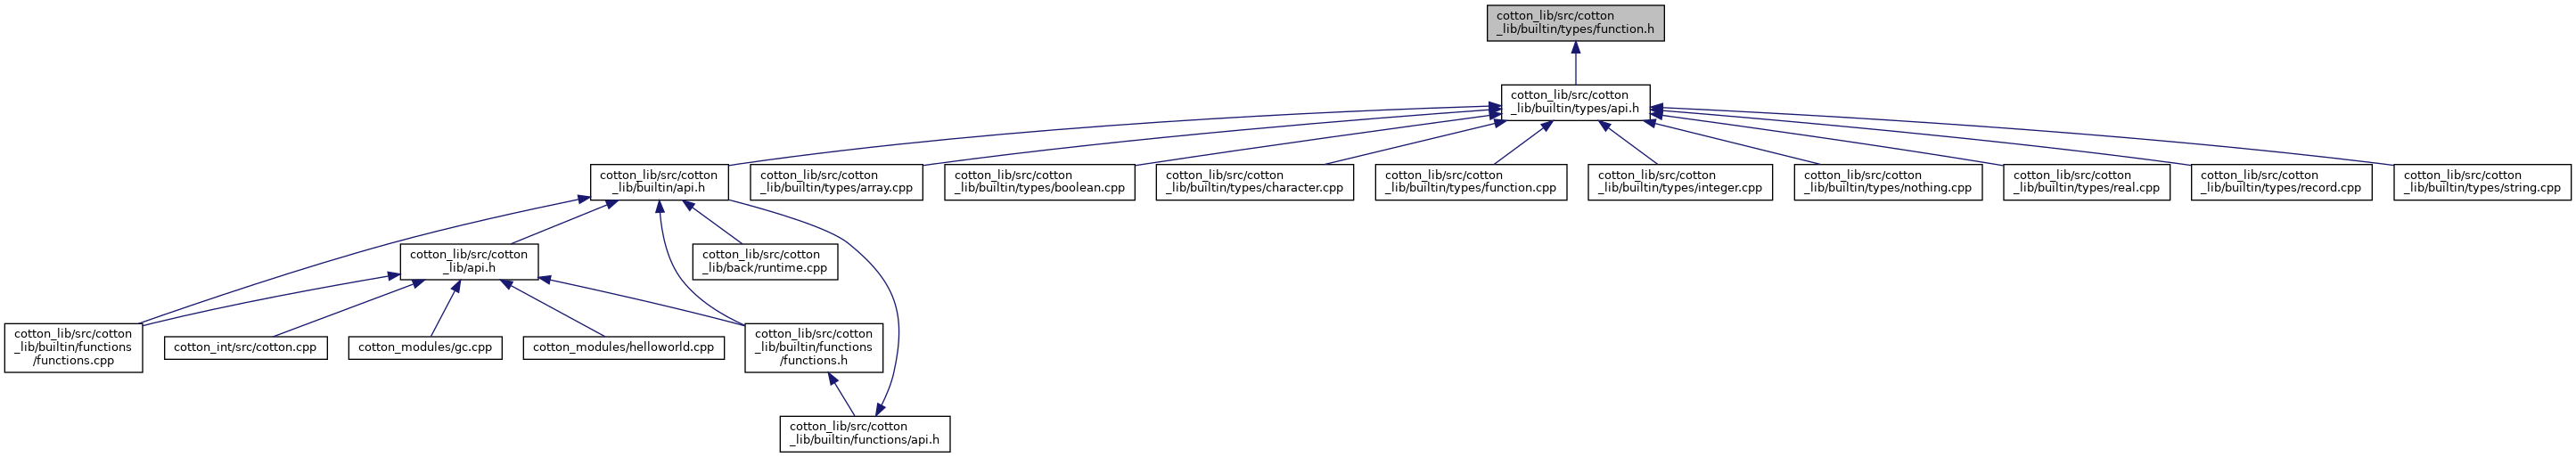 cotton_lib/src/cotton
_lib/builtin/types/function.h
cotton_lib/src/cotton
_lib/builtin/types/api.h
cotton_lib/src/cotton
_lib/builtin/api.h
cotton_lib/src/cotton
_lib/builtin/types/array.cpp
cotton_lib/src/cotton
_lib/builtin/types/boolean.cpp
cotton_lib/src/cotton
_lib/builtin/types/character.cpp
cotton_lib/src/cotton
_lib/builtin/types/function.cpp
cotton_lib/src/cotton
_lib/builtin/types/integer.cpp
cotton_lib/src/cotton
_lib/builtin/types/nothing.cpp
cotton_lib/src/cotton
_lib/builtin/types/real.cpp
cotton_lib/src/cotton
_lib/builtin/types/record.cpp
cotton_lib/src/cotton
_lib/builtin/types/string.cpp
cotton_lib/src/cotton
_lib/api.h
cotton_lib/src/cotton
_lib/back/runtime.cpp
cotton_lib/src/cotton
_lib/builtin/functions
/functions.cpp
cotton_int/src/cotton.cpp
cotton_modules/gc.cpp
cotton_modules/helloworld.cpp
cotton_lib/src/cotton
_lib/builtin/functions
/functions.h
cotton_lib/src/cotton
_lib/builtin/functions/api.h